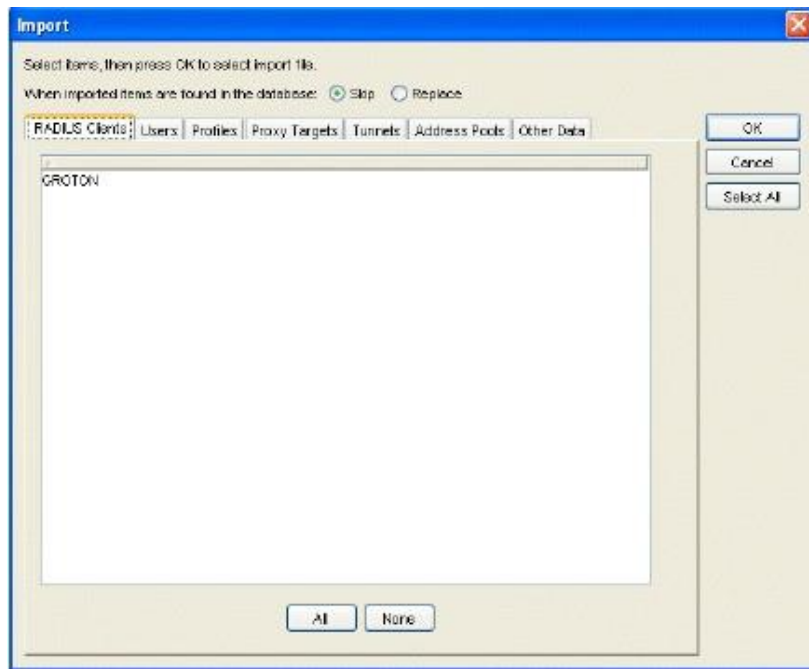 Import
Select items, then press OK to select import file.
When imported items are found in the database: Skip Replace
RADIUS Clients Users Profiles Proxy Targets Tunnels Address Pools Other Data
OK
Cancel
Select All
GROTON
All None